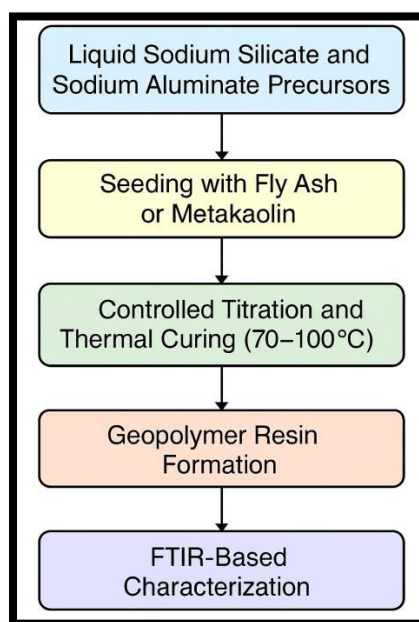 Liquid Sodium Silicate and
Sodium Aluminate Precursors
Seeding with Fly Ash
or Metakaolin
Controlled Titration and
Thermal Curing (70–100°C)
Geopolymer Resin
Formation
FTIR-Based
Characterization